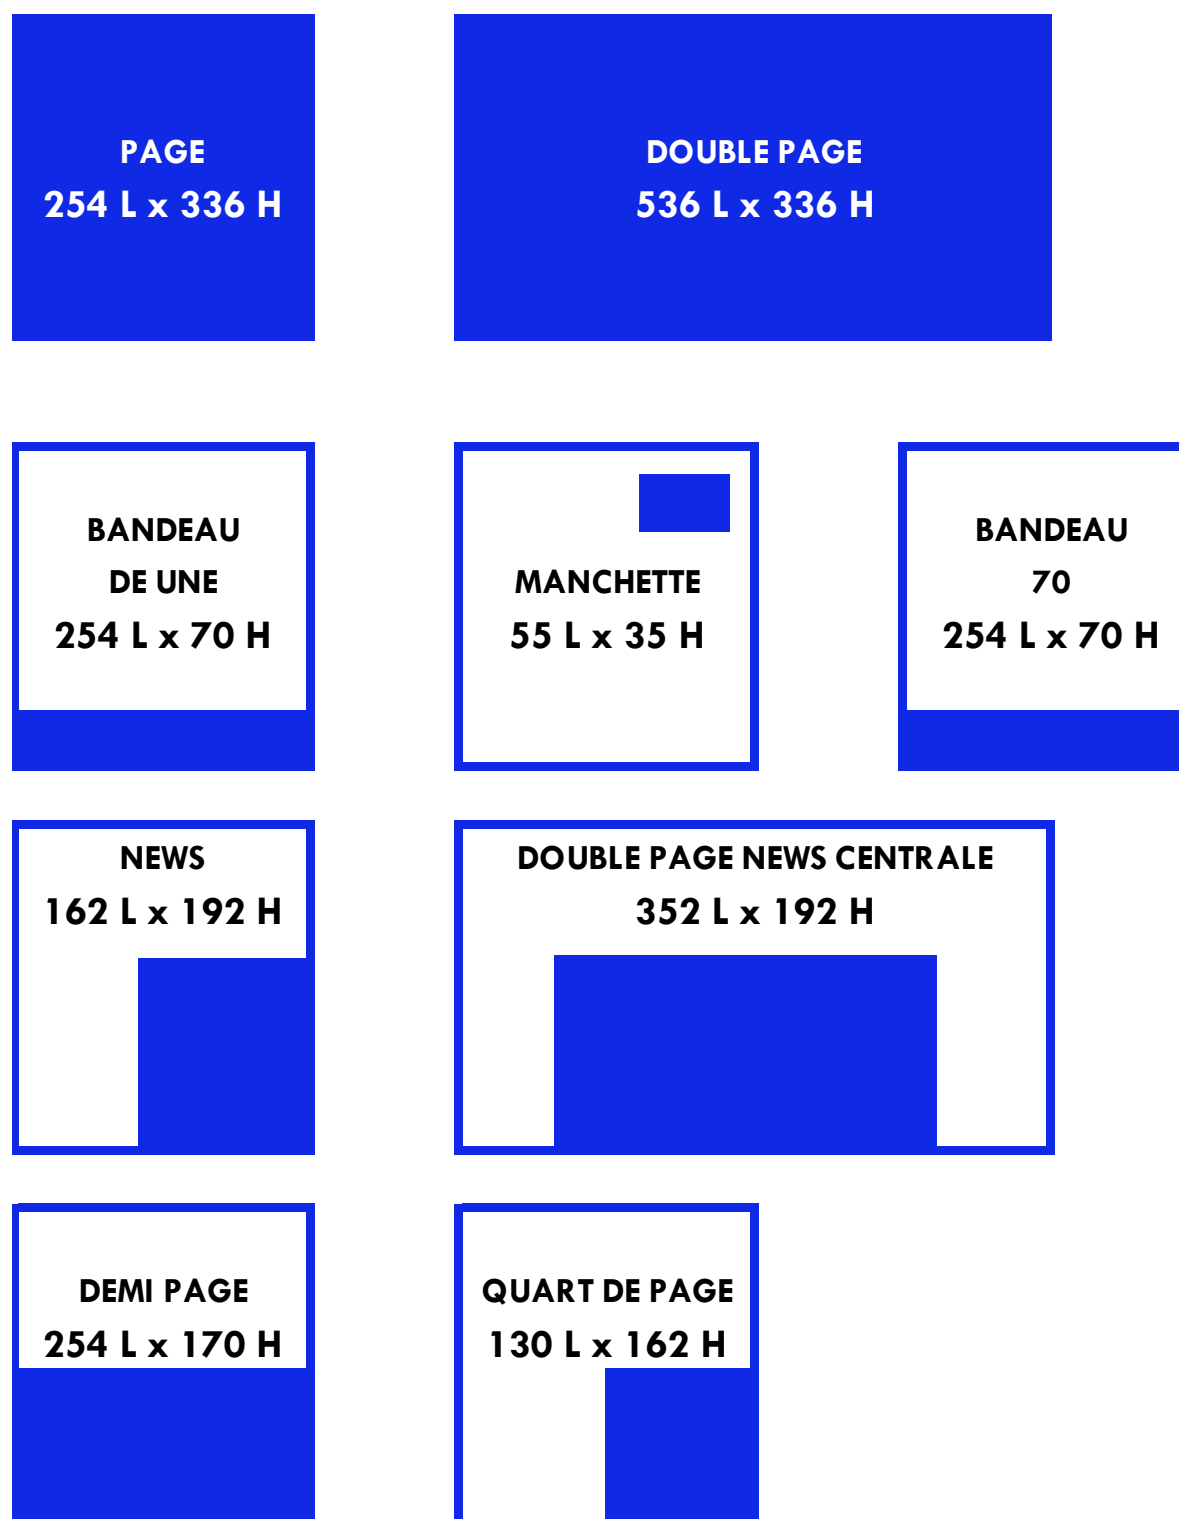 PAGE
254 L x 336 H
DOUBLE PAGE
536 L x 336 H
BANDEAU
DE UNE
254 L x 70 H
MANCHETTE
55 L x 35 H
BANDEAU
70
254 L x 70 H
NEWS
162 L x 192 H
DOUBLE PAGE NEWS CENTRALE
352 L x 192 H
DEMI PAGE
254 L x 170 H
QUART DE PAGE
130 L x 162 H